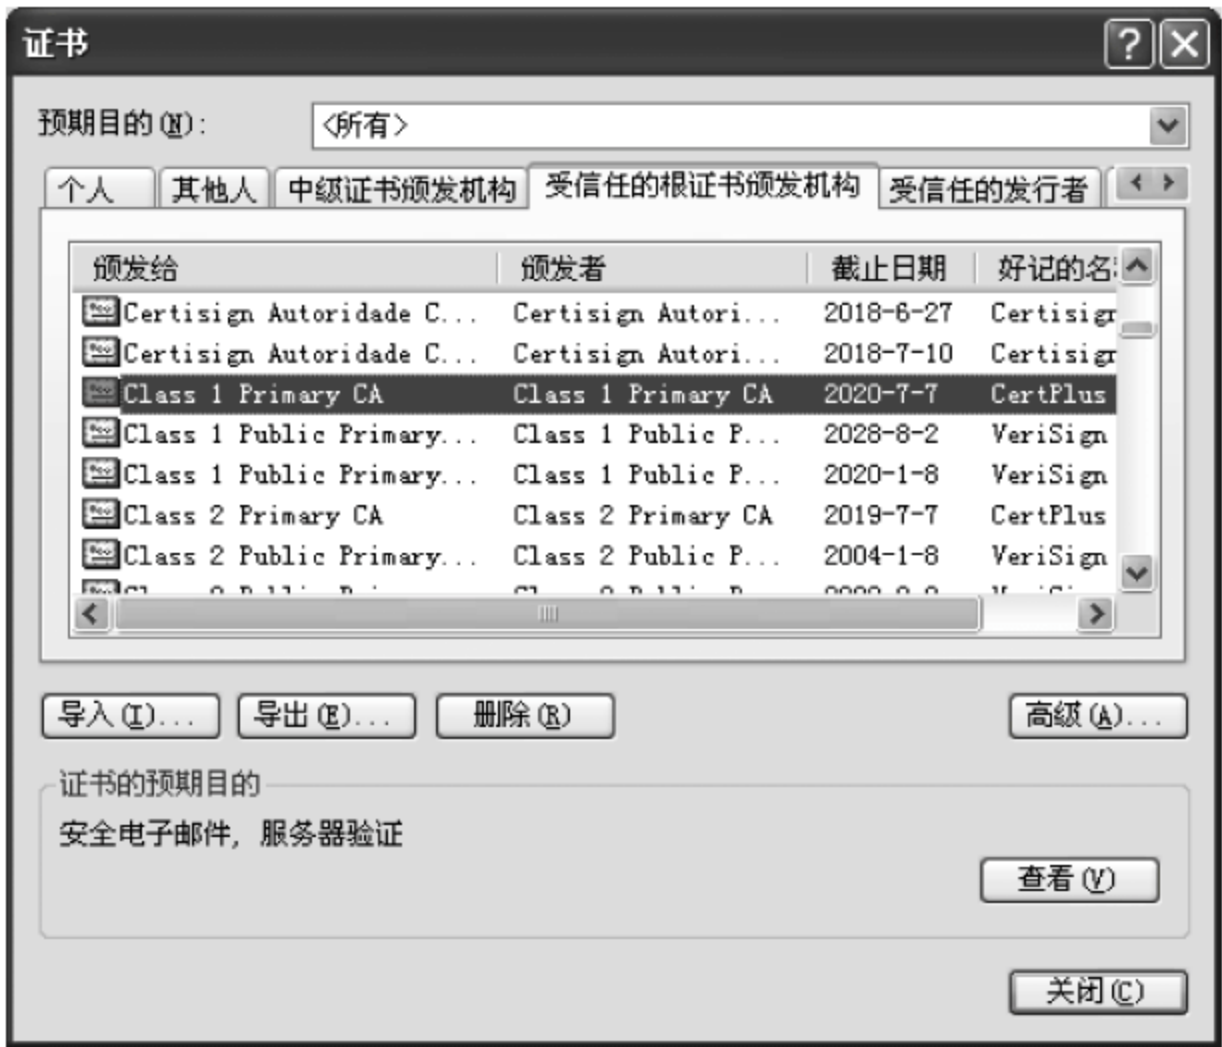 证书
预期目的(N): <所有>
个人 其他人 中级证书颁发机构 受信任的根证书颁发机构 受信任的发行者
颁发给 颁发者 截止日期 好记的名
Certisign Autoridade C... Certisign Autori... 2018-6-27 Certisign
Certisign Autoridade C... Certisign Autori... 2018-7-10 Certisign
Class 1 Primary CA Class 1 Primary CA 2020-7-7 CertPlus
Class 1 Public Primary... Class 1 Public P... 2028-8-2 VeriSign
Class 1 Public Primary... Class 1 Public P... 2020-1-8 VeriSign
Class 2 Primary CA Class 2 Primary CA 2019-7-7 CertPlus
Class 2 Public Primary... Class 2 Public P... 2004-1-8 VeriSign
导入(I)... 导出(E)... 删除(R) 高级(A)...
证书的预期目的
安全电子邮件, 服务器验证
查看(V)
关闭(C)